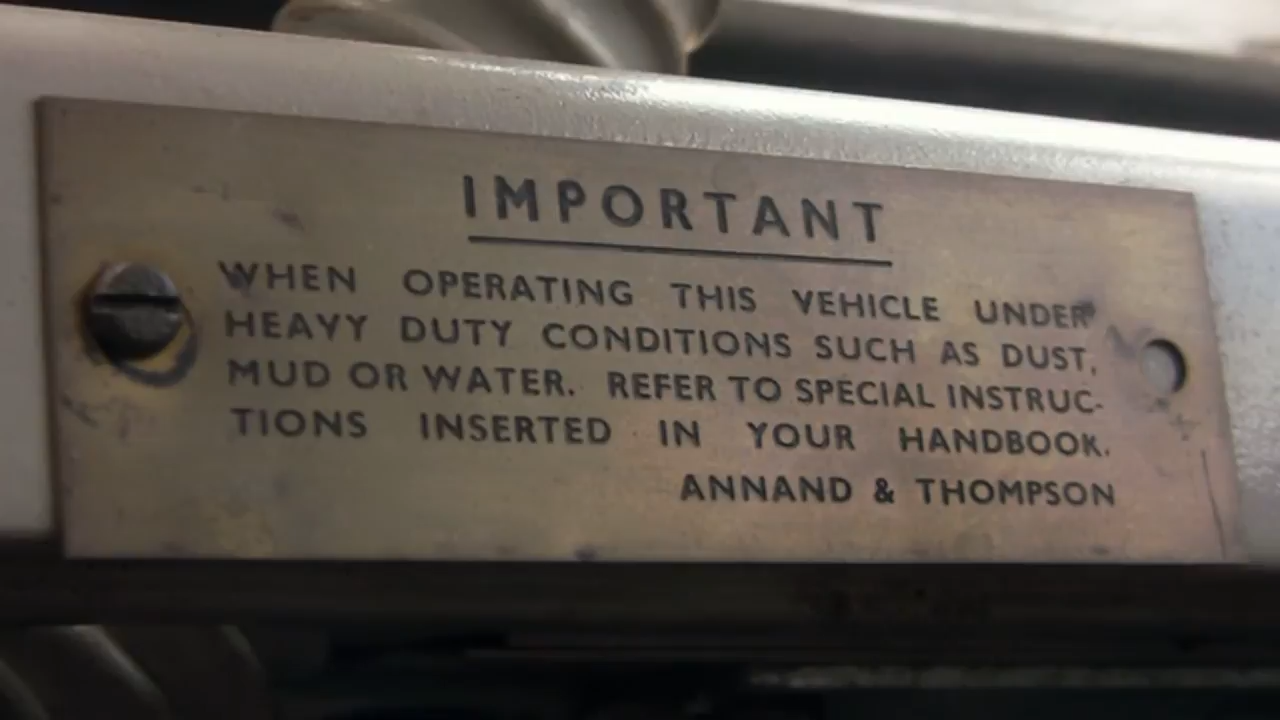 IMPORTANT
WHEN OPERATING THIS VEHICLE UNDER
HEAVY DUTY CONDITIONS SUCH AS DUST,
MUD OR WATER. REFER TO SPECIAL INSTRUC-
TIONS INSERTED IN YOUR HANDBOOK.
ANNAND & THOMPSON